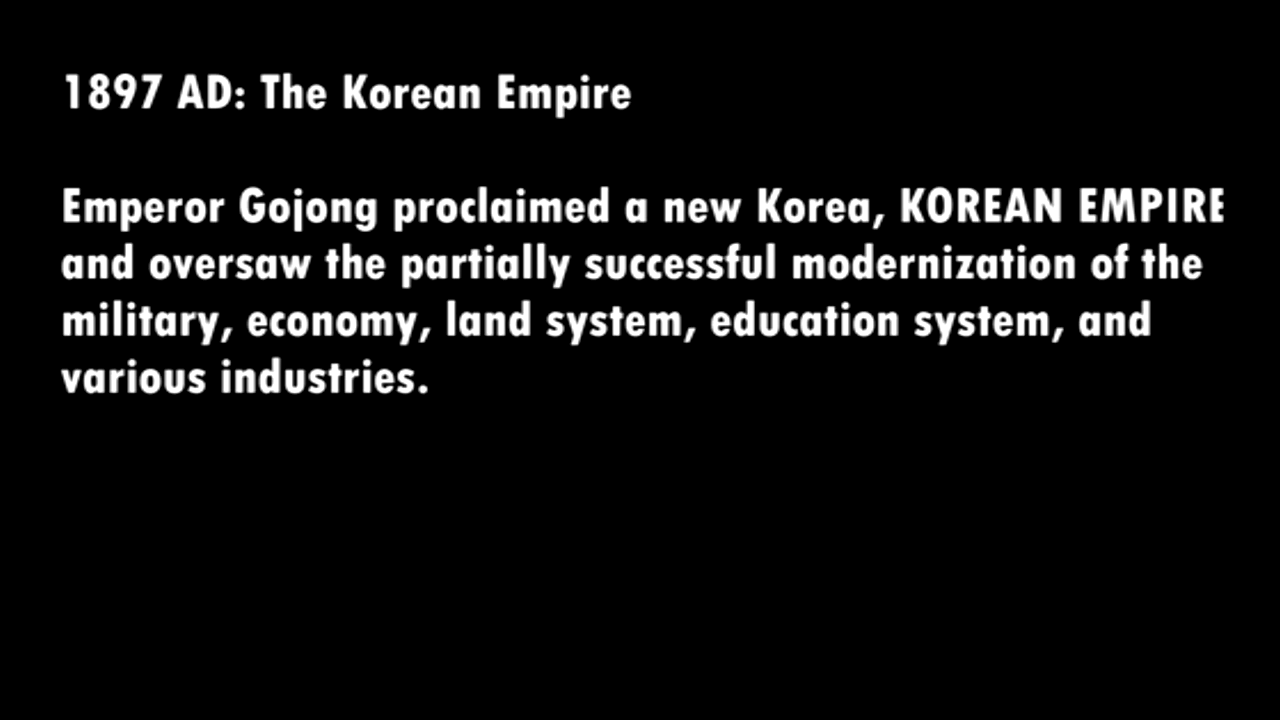 1897 AD: The Korean Empire
Emperor Gojong proclaimed a new Korea, KOREAN EMPIRE
and oversaw the partially successful modernization of the
military, economy, land system, education system, and
various industries.